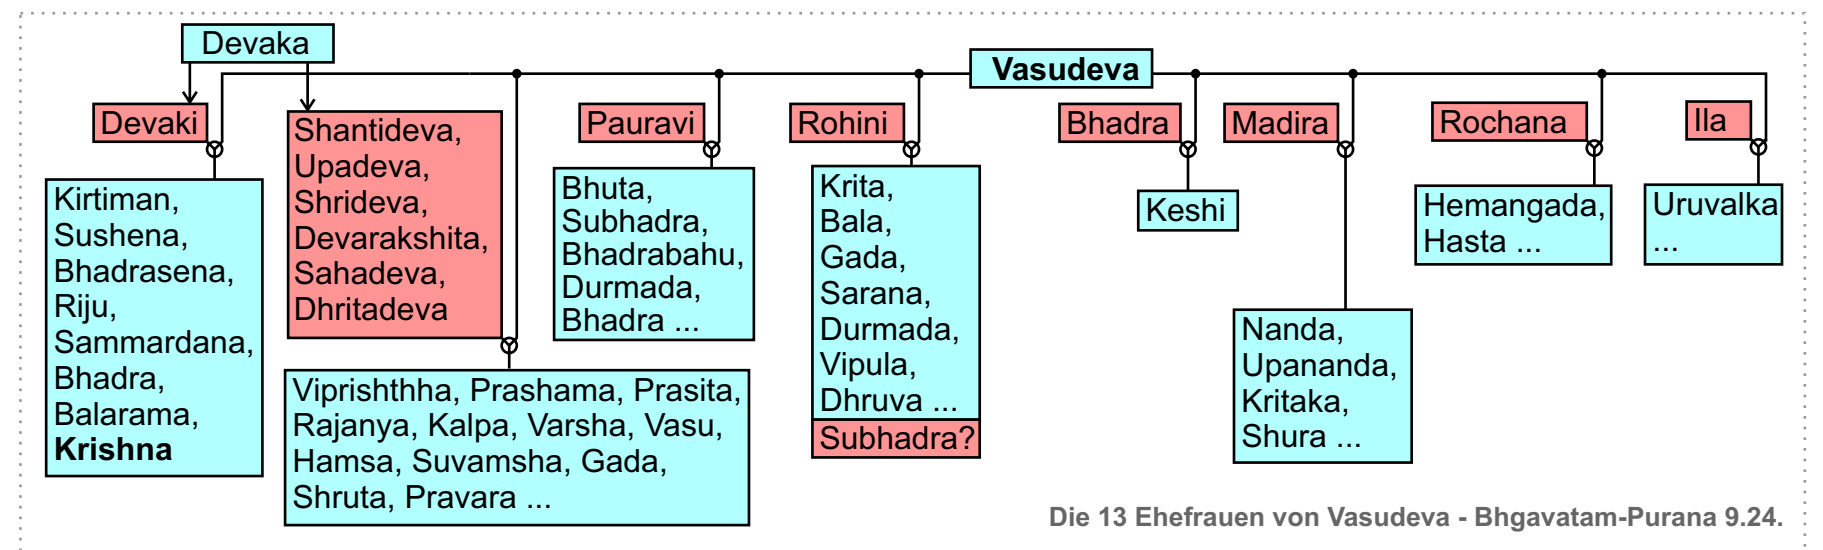 Devaka
Vasudeva
Devaki
Shantideva,
Upadeva,
Shrideva,
Devarakshita,
Sahadeva,
Dhritadeva
Pauravi
Rohini
Bhadra
Madira
Rochana
Ila
Kirtiman,
Sushena,
Bhadrasena,
Riju,
Sammardana,
Bhadra,
Balarama,
Krishna
Viprishthha, Prashama, Prasita,
Rajanya, Kalpa, Varsha, Vasu,
Hamsa, Suvamsha, Gada,
Shruta, Pravara ...
Bhuta,
Subhadra,
Bhadrabahu,
Durmada,
Bhadra ...
Krita,
Bala,
Gada,
Sarana,
Durmada,
Vipula,
Dhruva ...
Subhadra?
Keshi
Nanda,
Upananda,
Kritaka,
Shura ...
Hemangada,
Hasta ...
Uruvalka
...
Die 13 Ehefrauen von Vasudeva - Bhgavatam-Purana 9.24.